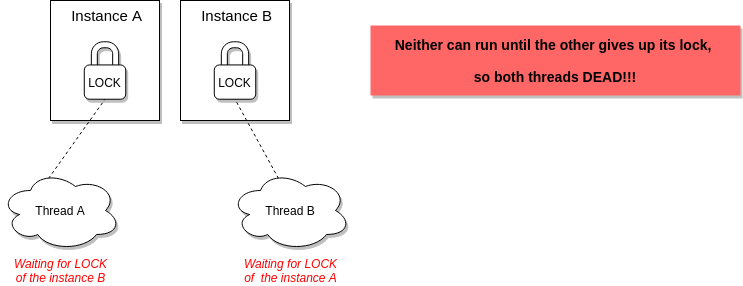 Instance A
Instance B
LOCK
LOCK
Neither can run until the other gives up its lock,
so both threads DEAD!!!
Thread A
Thread B
Waiting for LOCK
of the instance B
Waiting for LOCK
of  the instance A